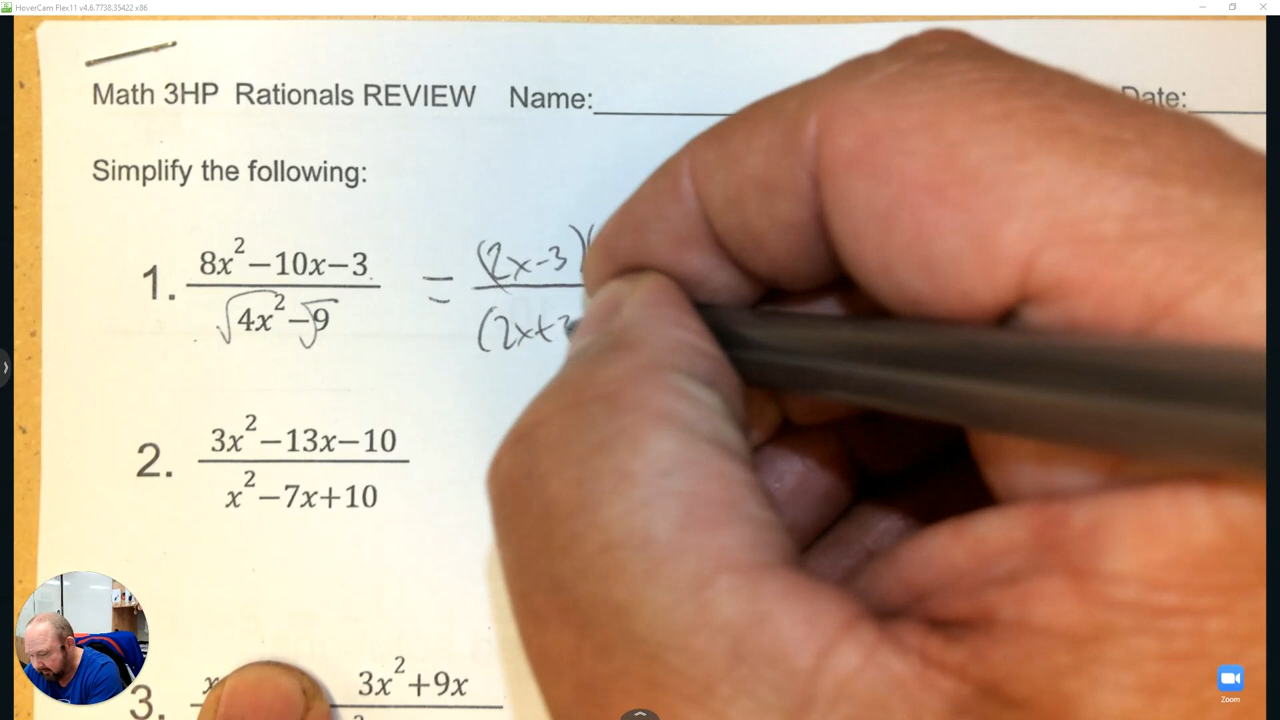 HoverCam Flex11 v4.6.7738.35422 x86
Math 3HP Rationals REVIEW Name: Date:
Simplify the following:
1. 8x²−10x−3 = (2x-3)(
√4x²−√9 (2x+3
2. 3x²−13x−10
x²−7x+10
3. x 3x²+9x
Zoom